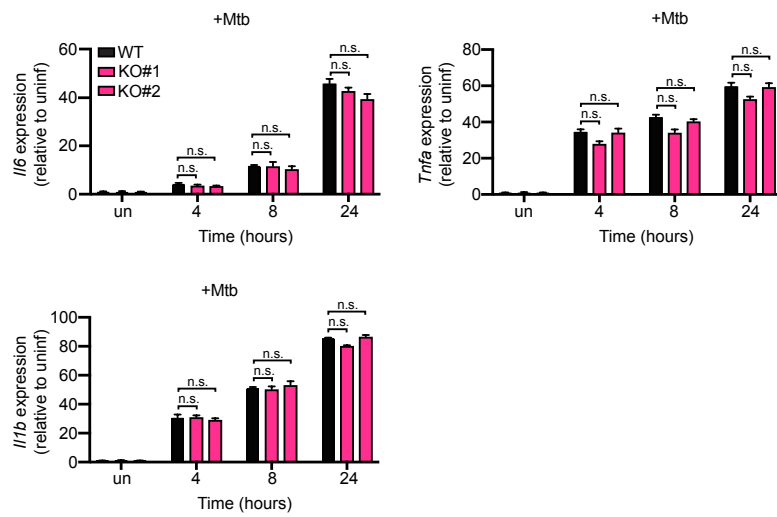 +Mtb
Il6 expression
(relative to uninf)
60
40
20
0
WT
KO#1
KO#2
n.s.
n.s.
n.s.
n.s.
n.s.
n.s.
un
4
8
24
Time (hours)
+Mtb
Tnfa expression
(relative to uninf)
80
60
40
20
0
n.s.
n.s.
n.s.
n.s.
n.s.
n.s.
un
4
8
24
Time (hours)
+Mtb
Il1b expression
(relative to uninf)
100
80
60
40
20
0
n.s.
n.s.
n.s.
n.s.
n.s.
n.s.
un
4
8
24
Time (hours)